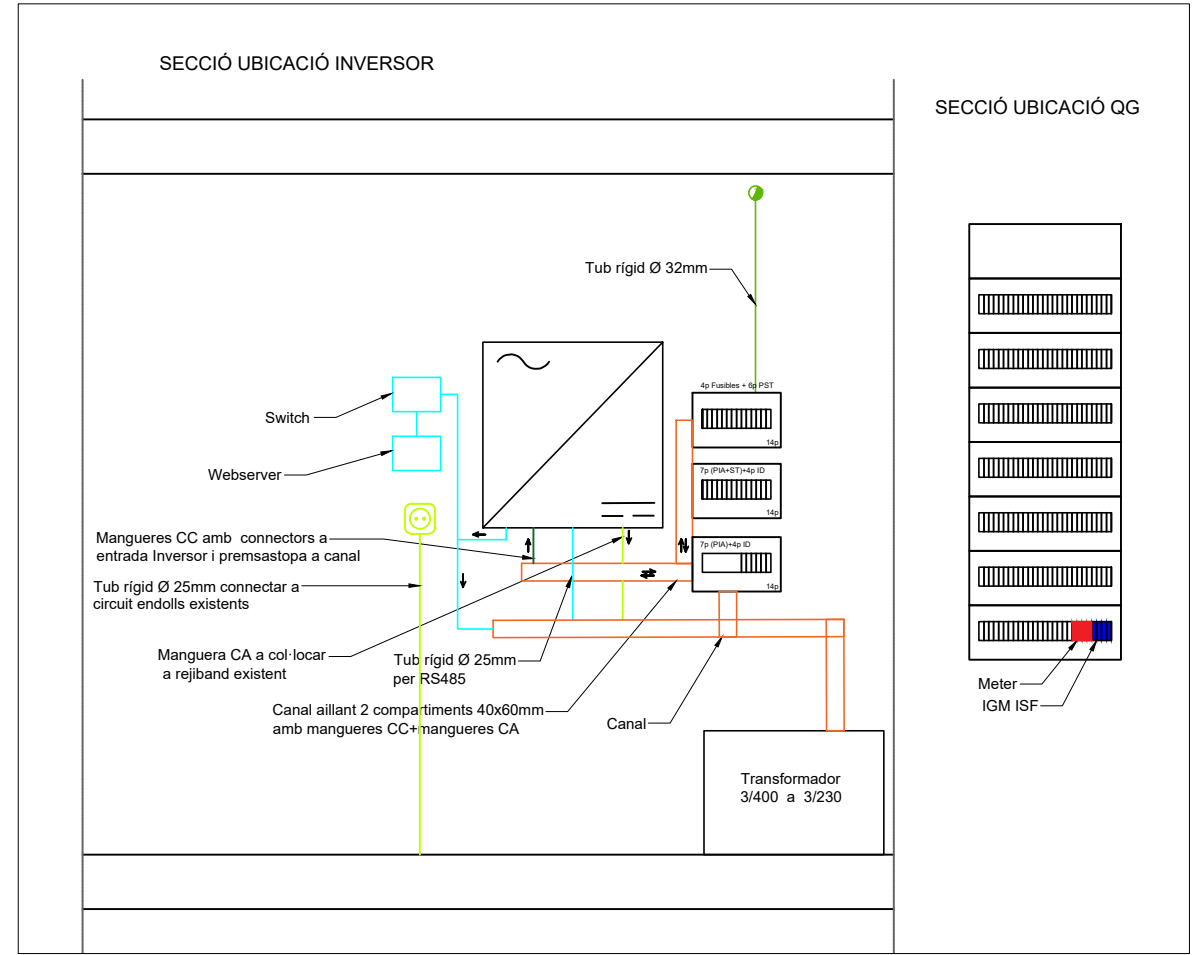 SECCIÓ UBICACIÓ INVERSOR
SECCIÓ UBICACIÓ QG
Tub rígid Ø 32mm
4p Fusibles + 6p PST
14p
Switch
Webserver
7p (PIA+ST)+4p ID
14p
Mangueres CC amb connectors a
entrada Inversor i premsastopa a canal
7p (PIA)+4p ID
14p
Tub rígid Ø 25mm connectar a
circuit endolls existents
Manguera CA a col·locar
a rejiband existent
Tub rígid Ø 25mm
per RS485
Canal aillant 2 compartiments 40x60mm
amb mangueres CC+mangueres CA
Canal
Meter
IGM ISF
Transformador
3/400 a 3/230